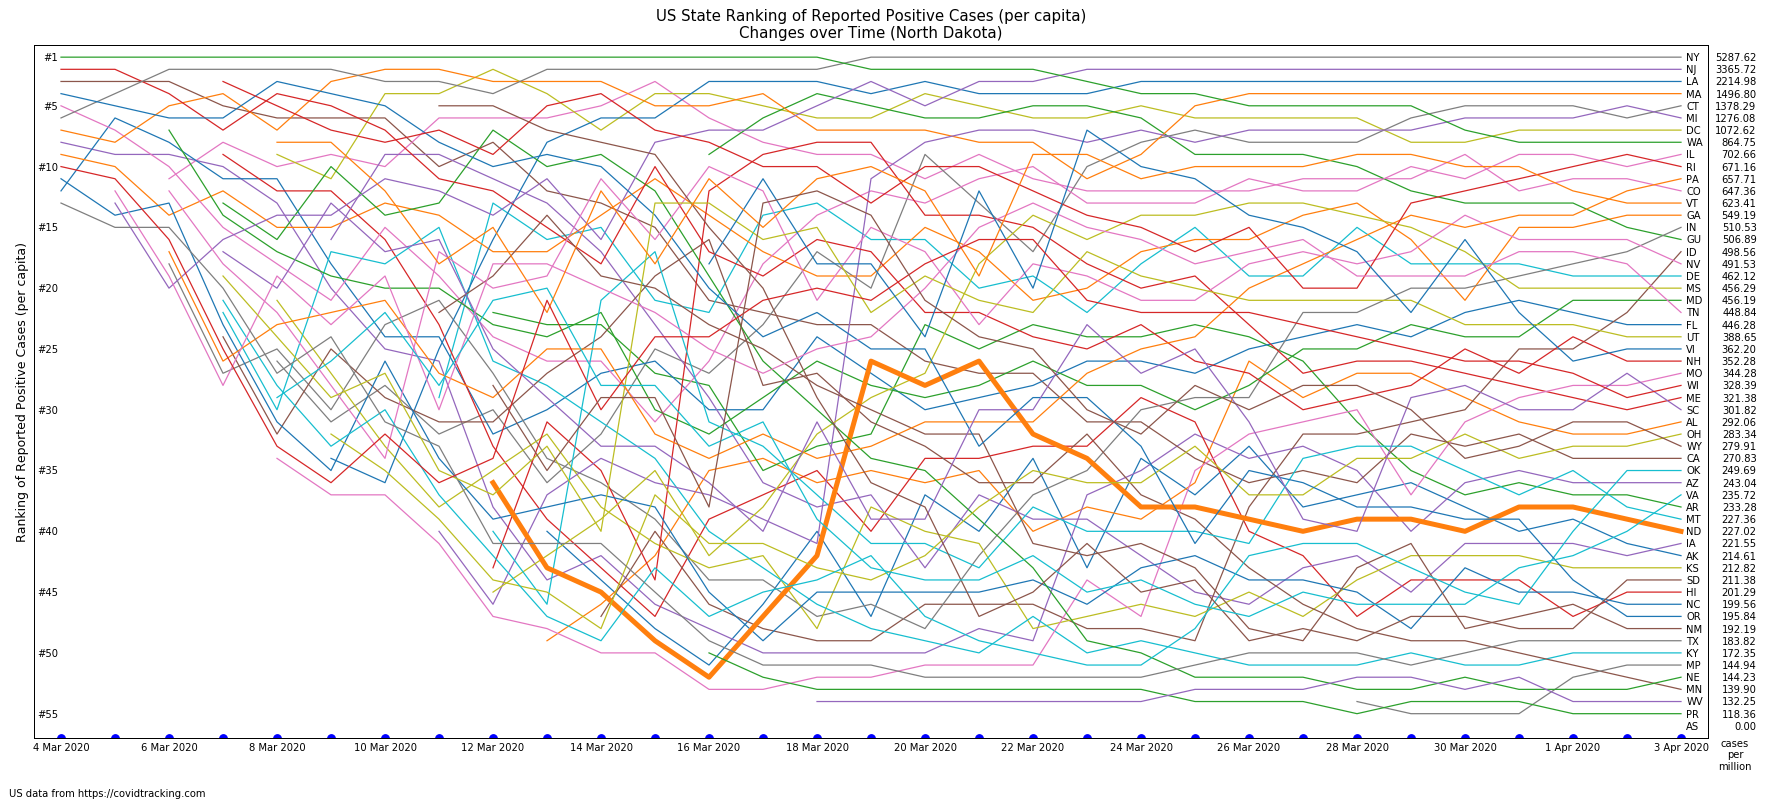 US State Ranking of Reported Positive Cases (per capita)
Changes over Time (North Dakota)
Ranking of Reported Positive Cases (per capita)
#1
#5
#10
#15
#20
#25
#30
#35
#40
#45
#50
#55
NY 5287.62
NJ 3365.72
LA 2214.98
MA 1496.80
CT 1378.29
MI 1276.08
DC 1072.62
WA 864.75
IL 702.66
RI 671.16
PA 657.71
CO 647.36
VT 623.41
GA 549.19
IN 510.53
GU 506.89
ID 498.56
NV 491.53
DE 462.12
MS 456.29
MD 456.19
TN 448.84
FL 446.28
UT 388.65
VI 362.20
NH 352.28
MO 344.28
WI 328.39
ME 321.38
SC 301.82
AL 292.06
OH 283.34
WY 279.91
CA 270.83
OK 249.69
AZ 243.04
VA 235.72
AR 233.28
MT 227.36
ND 227.02
IA 221.55
AK 214.61
KS 212.82
SD 211.38
HI 201.29
NC 199.56
OR 195.84
NM 192.19
TX 183.82
KY 172.35
MP 144.94
NE 144.23
MN 139.90
WV 132.25
PR 118.36
AS 0.00
4 Mar 2020 6 Mar 2020 8 Mar 2020 10 Mar 2020 12 Mar 2020 14 Mar 2020 16 Mar 2020 18 Mar 2020 20 Mar 2020 22 Mar 2020 24 Mar 2020 26 Mar 2020 28 Mar 2020 30 Mar 2020 1 Apr 2020 3 Apr 2020
cases
per
million
US data from https://covidtracking.com